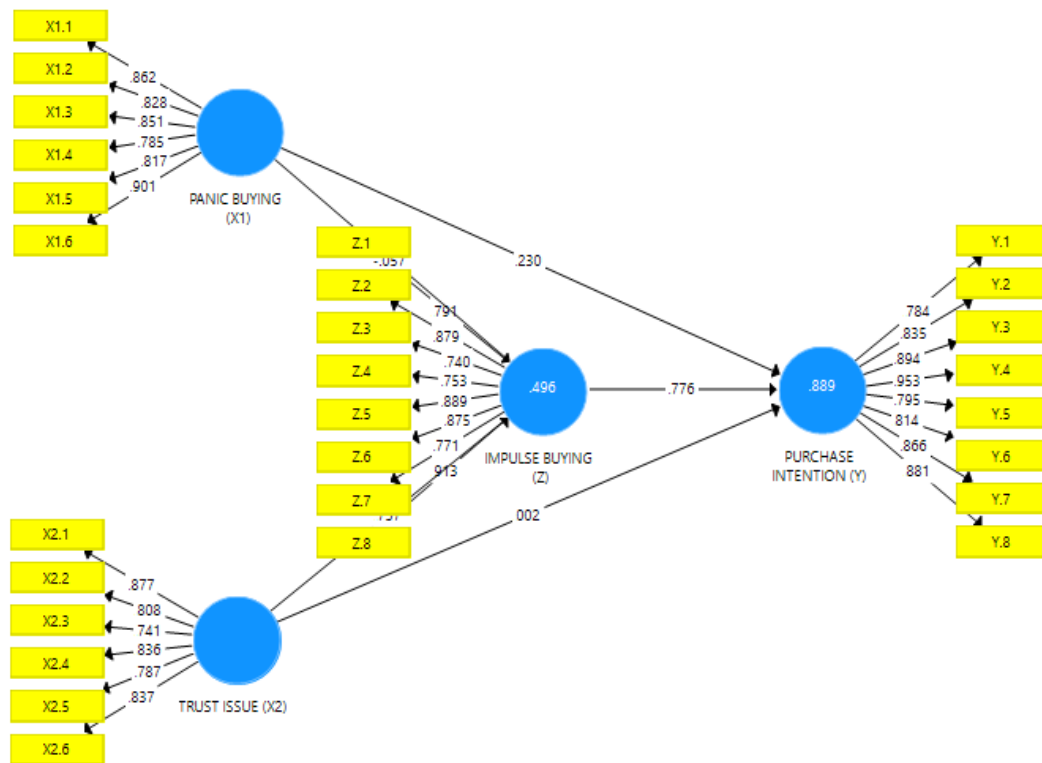 X1.1
X1.2
X1.3
X1.4
X1.5
X1.6
.862
.828
.851
.785
.817
.901
PANIC BUYING
(X1)
.230
Z.1
Z.2
Z.3
Z.4
Z.5
Z.6
Z.7
Z.8
-.057
791
.879
.740
.753
.889
.875
.771
913
.496
IMPULSE BUYING
(Z)
.776
.889
PURCHASE
INTENTION (Y)
784
.835
.894
.953
.795
814
.866
881
Y.1
Y.2
Y.3
Y.4
Y.5
Y.6
Y.7
Y.8
002
X2.1
X2.2
X2.3
X2.4
X2.5
X2.6
.877
808
741
836
.787
.837
TRUST ISSUE (X2)